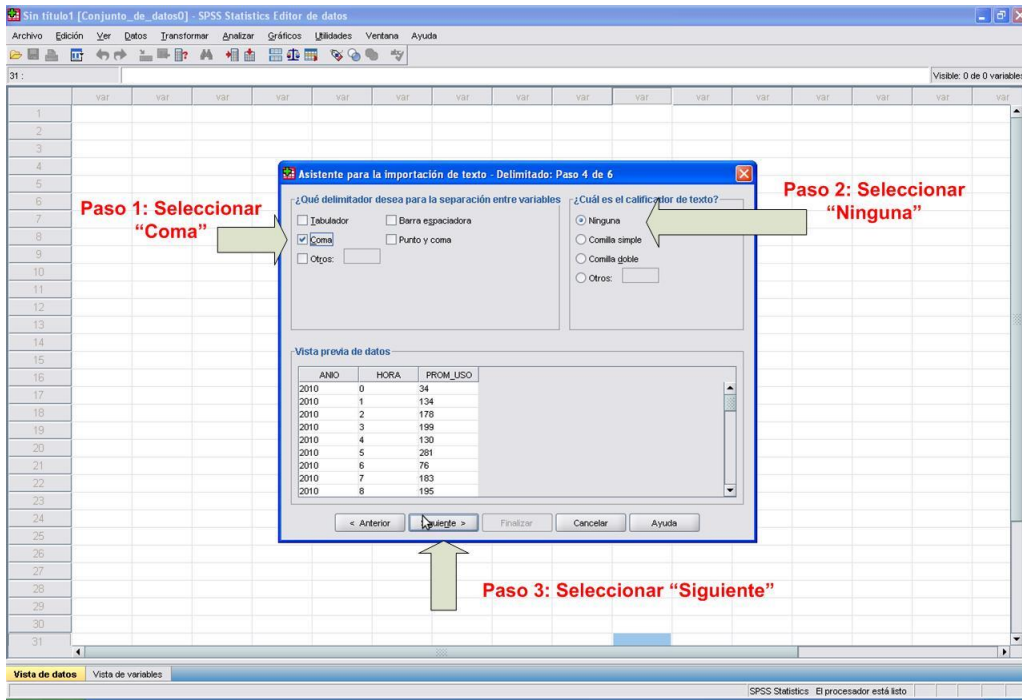 Sin título1 [Conjunto_de_datos0] - SPSS Statistics Editor de datos
Archivo Edición Ver Datos Transformar Analizar Gráficos Utilidades Ventana Ayuda
31 :
Visible: 0 de 0 variables
var var var var var var var var var var var var var var var var
1
2
3
4
5
6
7
8
9
10
11
12
13
14
15
16
17
18
19
20
21
22
23
24
25
26
27
28
29
30
31
Asistente para la importación de texto - Delimitado: Paso 4 de 6
¿Qué delimitador desea para la separación entre variables
Tabulador Barra espaciadora
Coma Punto y coma
Otros:
¿Cuál es el calificador de texto?
Ninguna
Comilla simple
Comilla doble
Otros:
Paso 1: Seleccionar
“Coma”
Paso 2: Seleccionar
“Ninguna”
Vista previa de datos
ANIO HORA PROM_USO
2010 0 34
2010 1 134
2010 2 178
2010 3 199
2010 4 130
2010 5 281
2010 6 76
2010 7 183
2010 8 195
< Anterior Siguiente > Finalizar Cancelar Ayuda
Paso 3: Seleccionar “Siguiente”
Vista de datos Vista de variables
SPSS Statistics El procesador está listo